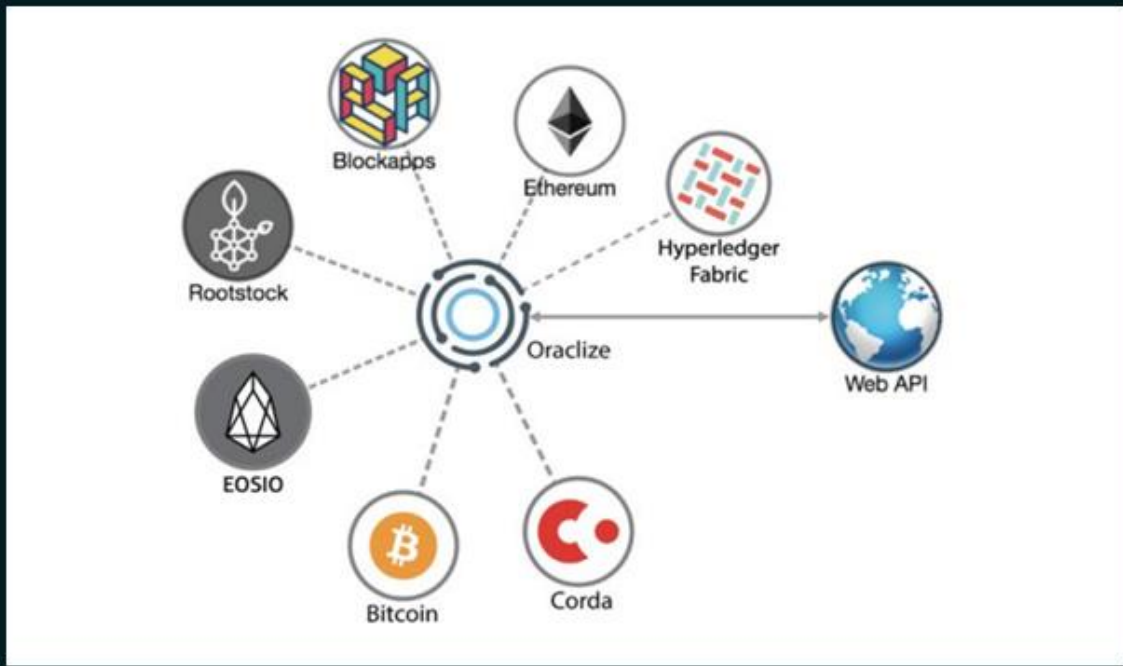 Blockapps
Ethereum
Hyperledger
Fabric
Rootstock
Oraclize
Web API
EOSIO
Bitcoin
Corda